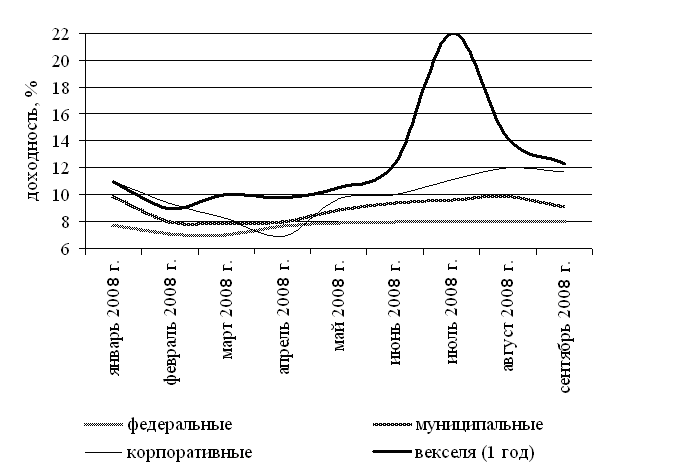 доходность, %
22
20
18
16
14
12
10
8
6
январь 2008 г.
февраль 2008 г.
март 2008 г.
апрель 2008 г.
май 2008 г.
июнь 2008 г.
июль 2008 г.
август 2008 г.
сентябрь 2008 г.
федеральные
муниципальные
корпоративные
векселя (1 год)